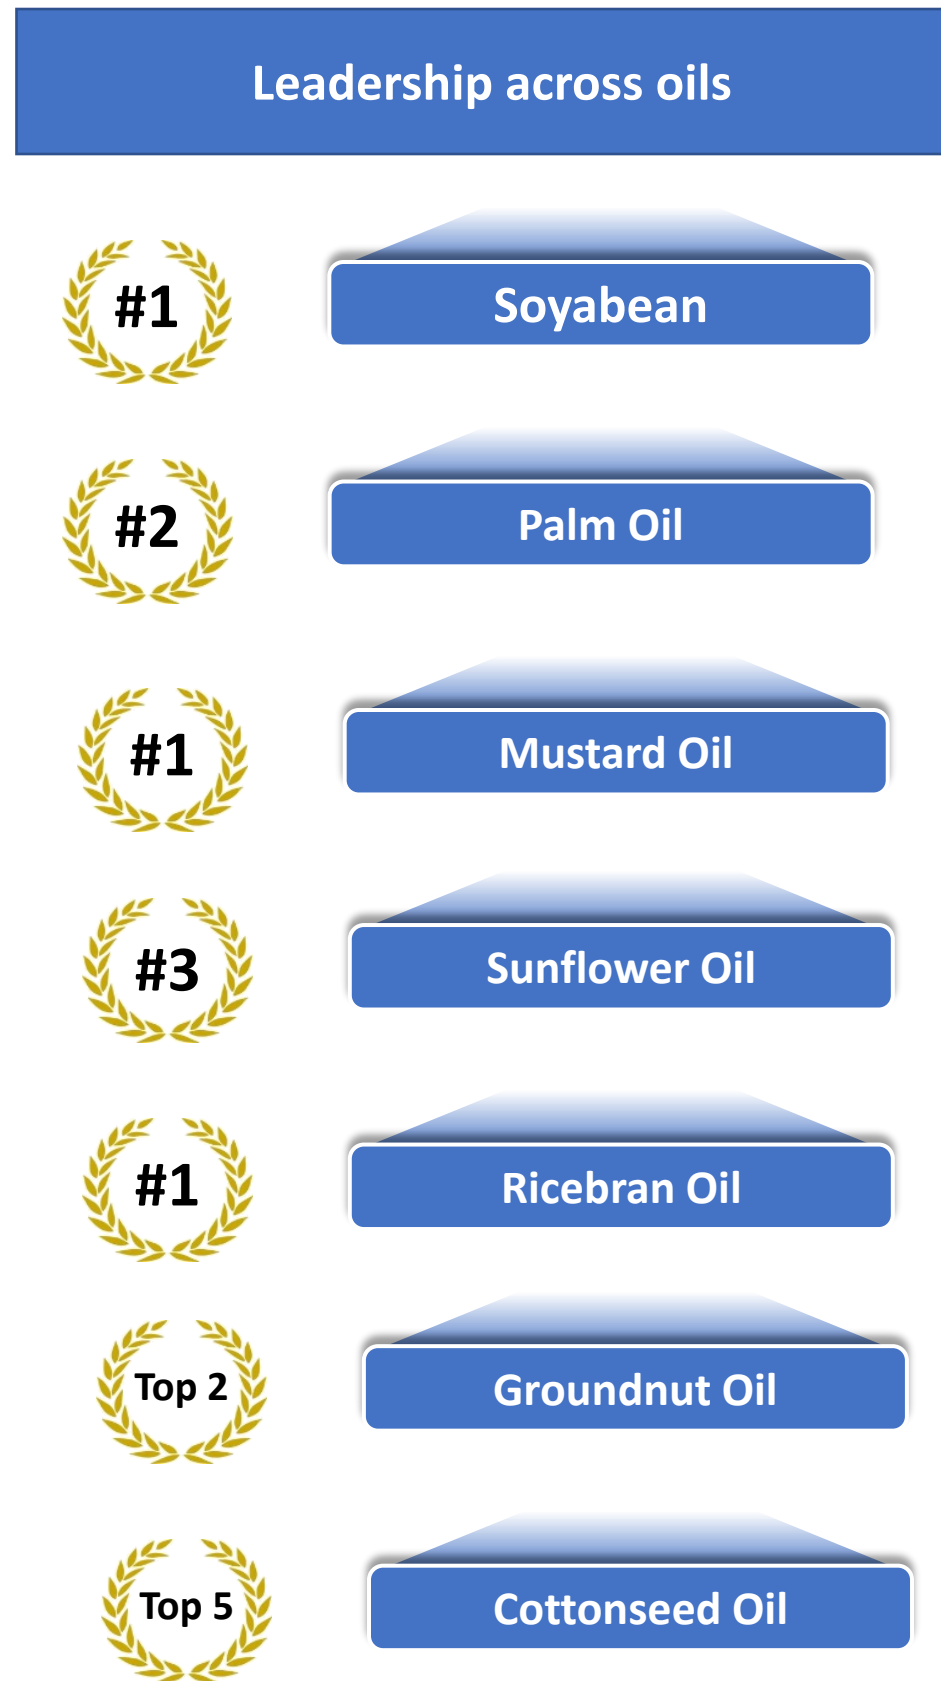 Leadership across oils
#1
Soyabean
#2
Palm Oil
#1
Mustard Oil
#3
Sunflower Oil
#1
Ricebran Oil
Top 2
Groundnut Oil
Top 5
Cottonseed Oil